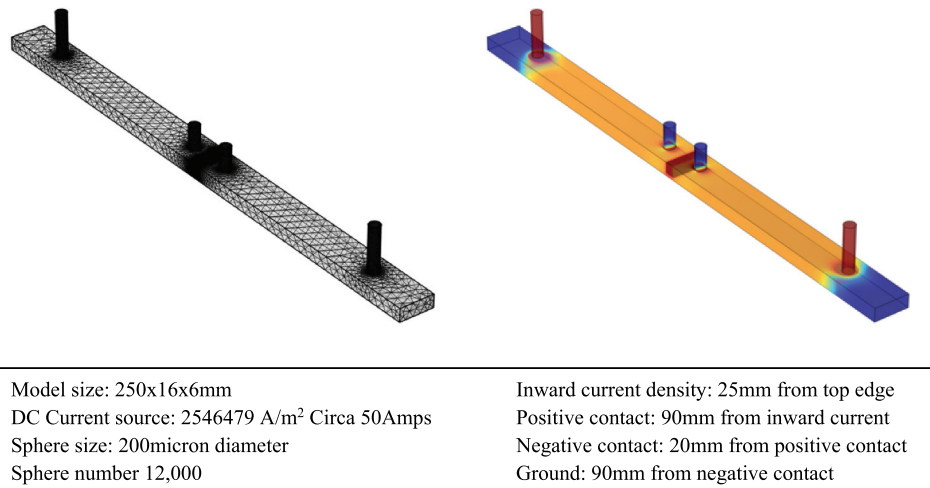 Model size: 250x16x6mm
DC Current source: 2546479 A/m² Circa 50Amps
Sphere size: 200micron diameter
Sphere number 12,000
Inward current density: 25mm from top edge
Positive contact: 90mm from inward current
Negative contact: 20mm from positive contact
Ground: 90mm from negative contact